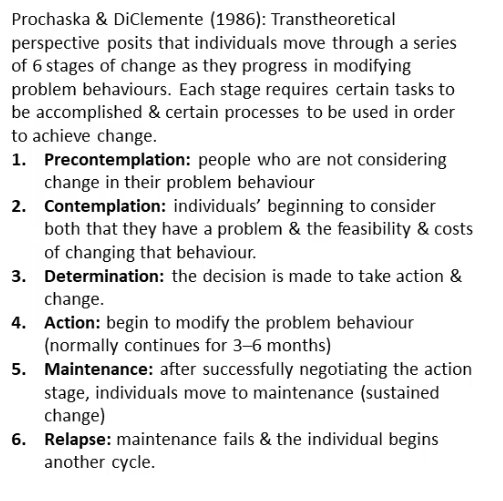 Prochaska & DiClemente (1986): Transtheoretical
perspective posits that individuals move through a series
of 6 stages of change as they progress in modifying
problem behaviours. Each stage requires certain tasks to
be accomplished & certain processes to be used in order
to achieve change.
1. Precontemplation: people who are not considering
change in their problem behaviour
2. Contemplation: individuals’ beginning to consider
both that they have a problem & the feasibility & costs
of changing that behaviour.
3. Determination: the decision is made to take action &
change.
4. Action: begin to modify the problem behaviour
(normally continues for 3–6 months)
5. Maintenance: after successfully negotiating the action
stage, individuals move to maintenance (sustained
change)
6. Relapse: maintenance fails & the individual begins
another cycle.